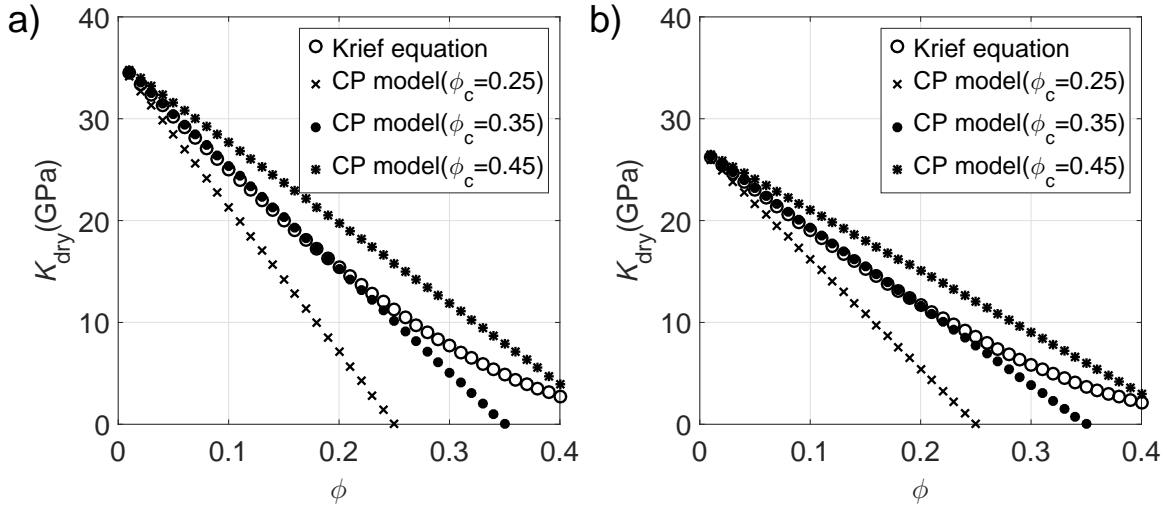 a)
40
30
20
10
0
K_dry(GPa)
Krief equation
CP model(ϕ_c=0.25)
CP model(ϕ_c=0.35)
CP model(ϕ_c=0.45)
0 0.1 0.2 0.3 0.4
ϕ
b)
40
30
20
10
0
K_dry(GPa)
Krief equation
CP model(ϕ_c=0.25)
CP model(ϕ_c=0.35)
CP model(ϕ_c=0.45)
0 0.1 0.2 0.3 0.4
ϕ